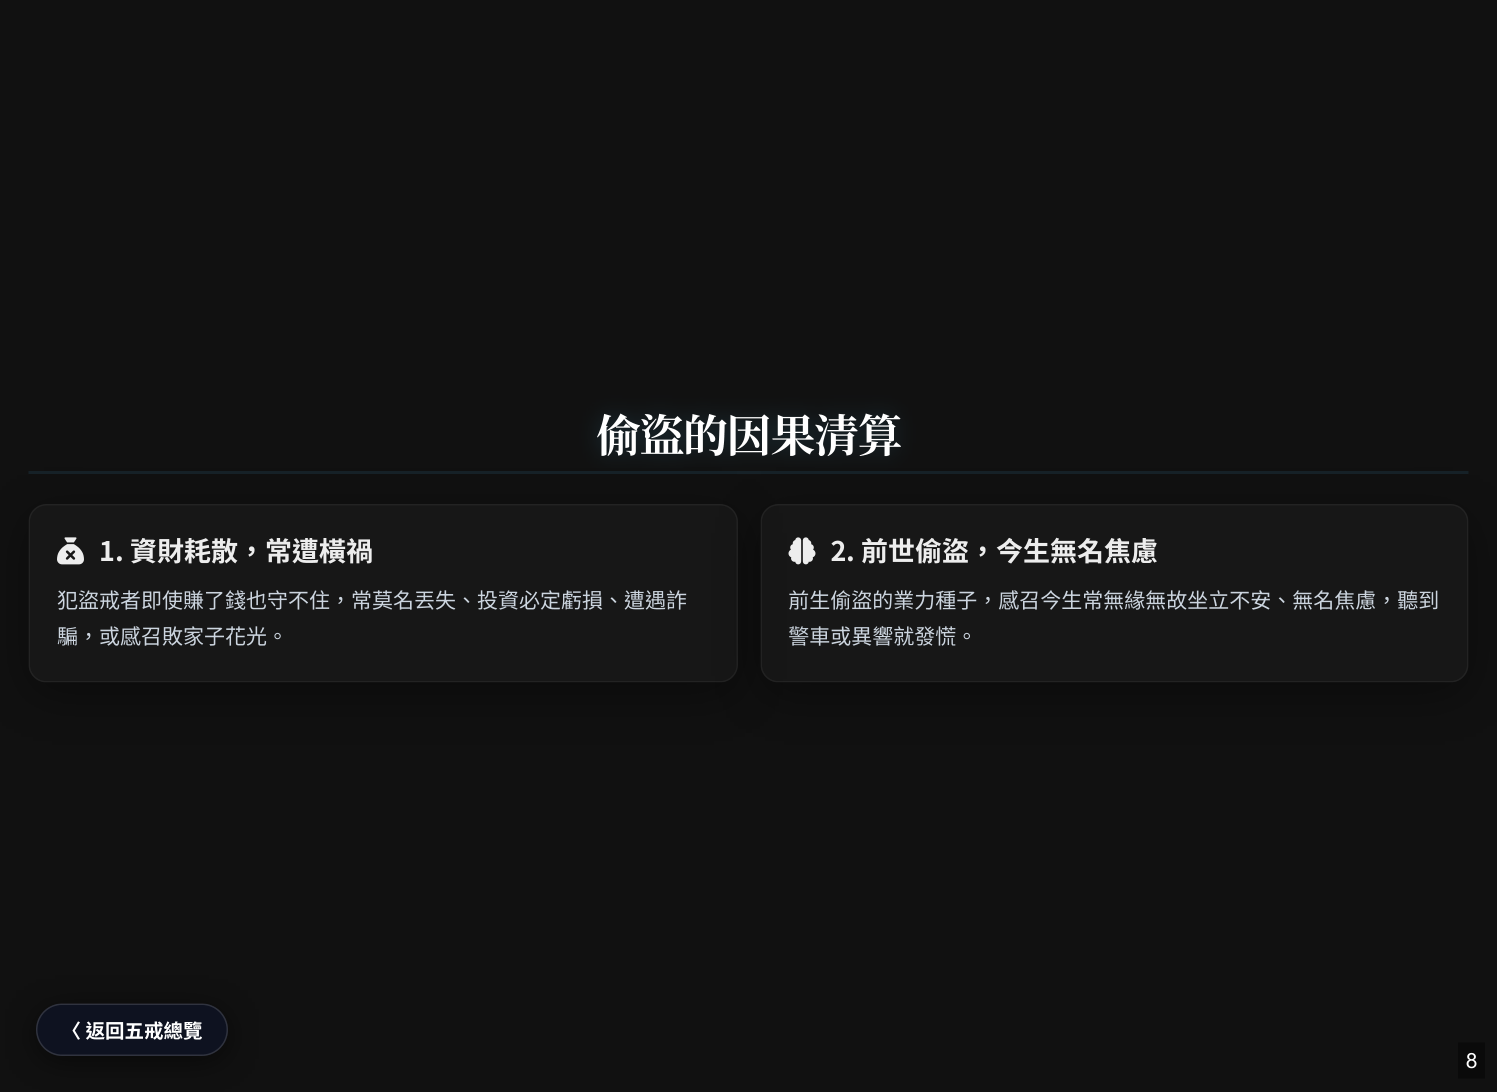 偷盜的因果清算
1. 資財耗散，常遭橫禍
犯盜戒者即使賺了錢也守不住，常莫名丟失、投資必定虧損、遭遇詐
騙，或感召敗家子花光。
2. 前世偷盜，今生無名焦慮
前生偷盜的業力種子，感召今生常無緣無故坐立不安、無名焦慮，聽到
警車或異響就發慌。
〈 返回五戒總覽
8